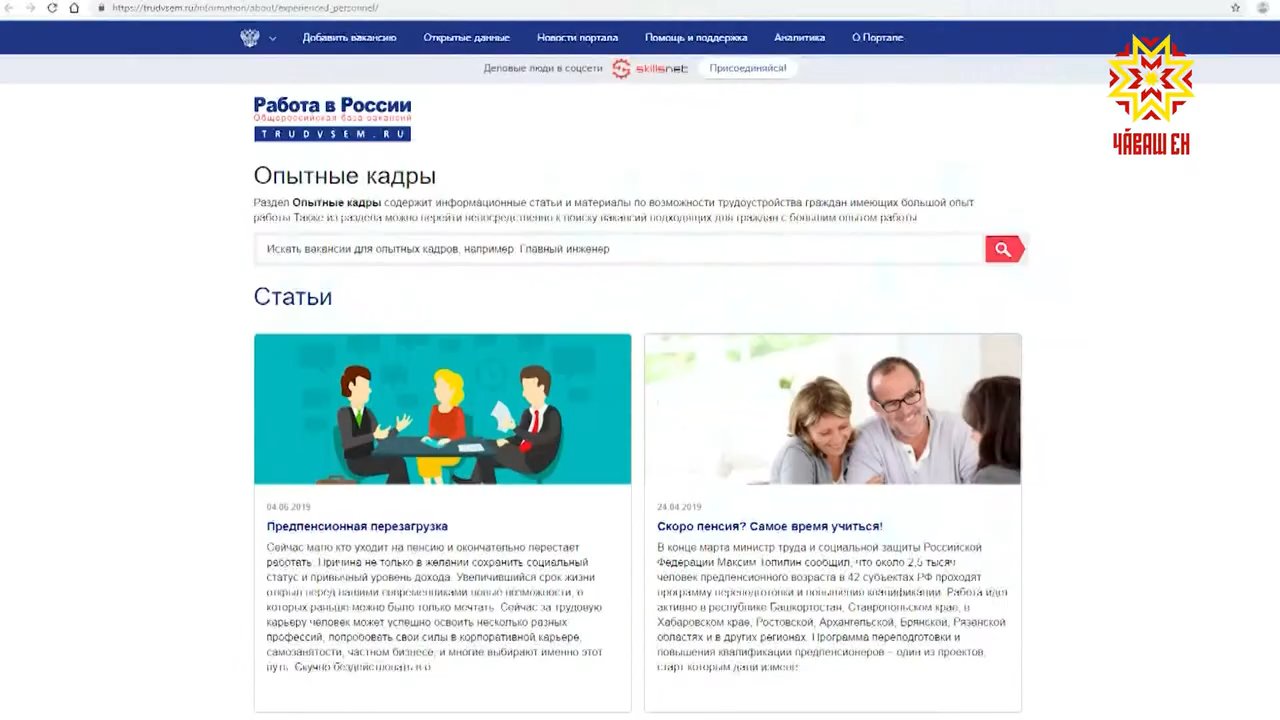 https://trudvsem.ru/information/about/experienced_personnel/
Добавить вакансию Открытые данные Новости портала Помощь и поддержка Аналитика О Портале
Деловые люди в соцсети skillsnet Присоединяйся!
ЧӐВАШ ЕН
Работа в России
Общероссийская база вакансий
TRUDVSEM.RU
Опытные кадры
Раздел Опытные кадры содержит информационные статьи и материалы по возможности трудоустройства граждан имеющих большой опыт
работы Также из раздела можно перейти непосредственно к поиску вакансий подходящих для граждан с большим опытом работы
Искать вакансии для опытных кадров, например: Главный инженер
Статьи
04.06.2019
Предпенсионная перезагрузка
Сейчас мало кто уходит на пенсию и окончательно перестает
работать. Причина не только в желании сохранить социальный
статус и привычный уровень дохода. Увеличившийся срок жизни
открыл перед нашими современниками новые возможности, о
которых раньше можно было только мечтать. Сейчас за трудовую
карьеру человек может успешно освоить несколько разных
профессий, попробовать свои силы в корпоративной карьере,
самозанятости, частном бизнесе, и многие выбирают именно этот
путь. Скучно бездействовать в о
24.04.2019
Скоро пенсия? Самое время учиться!
В конце марта министр труда и социальной защиты Российской
Федерации Максим Топилин сообщил, что около 2,5 тысяч
человек предпенсионного возраста в 42 субъектах РФ проходят
программу переподготовки и повышения квалификации. Работа идет
активно в республике Башкортостан, Ставропольском крае, в
Хабаровском крае, Ростовской, Архангельской, Брянской, Рязанской
областях и в других регионах. Программа переподготовки и
повышения квалификации предпенсионеров – один из проектов,
старт которым дали измене